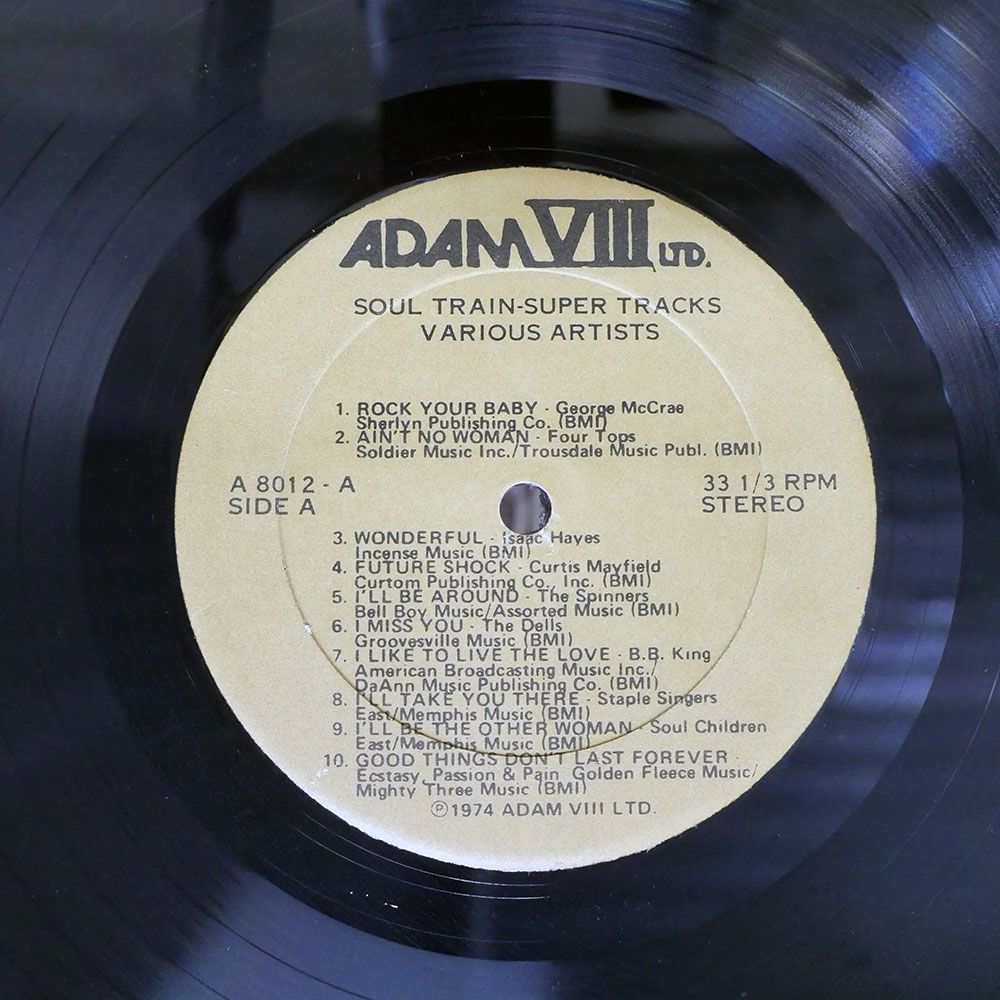 ADAM VIII LTD.
SOUL TRAIN-SUPER TRACKS
VARIOUS ARTISTS
1. ROCK YOUR BABY - George McCrae
Sherlyn Publishing Co. (BMI)
2. AIN'T NO WOMAN - Four Tops
Soldier Music Inc./Trousdale Music Publ. (BMI)
A 8012 - A
SIDE A
33 1/3 RPM
STEREO
3. WONDERFUL - Isaac Hayes
Incense Music (BMI)
4. FUTURE SHOCK - Curtis Mayfield
Curtom Publishing Co., Inc. (BMI)
5. I'LL BE AROUND - The Spinners
Bell Boy Music/Assorted Music (BMI)
6. I MISS YOU - The Dells
Groovesville Music (BMI)
7. I LIKE TO LIVE THE LOVE - B.B. King
American Broadcasting Music Inc./
DaAnn Music Publishing Co. (BMI)
8. I'LL TAKE YOU THERE - Staple Singers
East/Memphis Music (BMI)
9. I'LL BE THE OTHER WOMAN - Soul Children
East/Memphis Music (BMI)
10. GOOD THINGS DON'T LAST FOREVER -
Ecstasy, Passion & Pain Golden Fleece Music/
Mighty Three Music (BMI)
Ⓟ1974 ADAM VIII LTD.